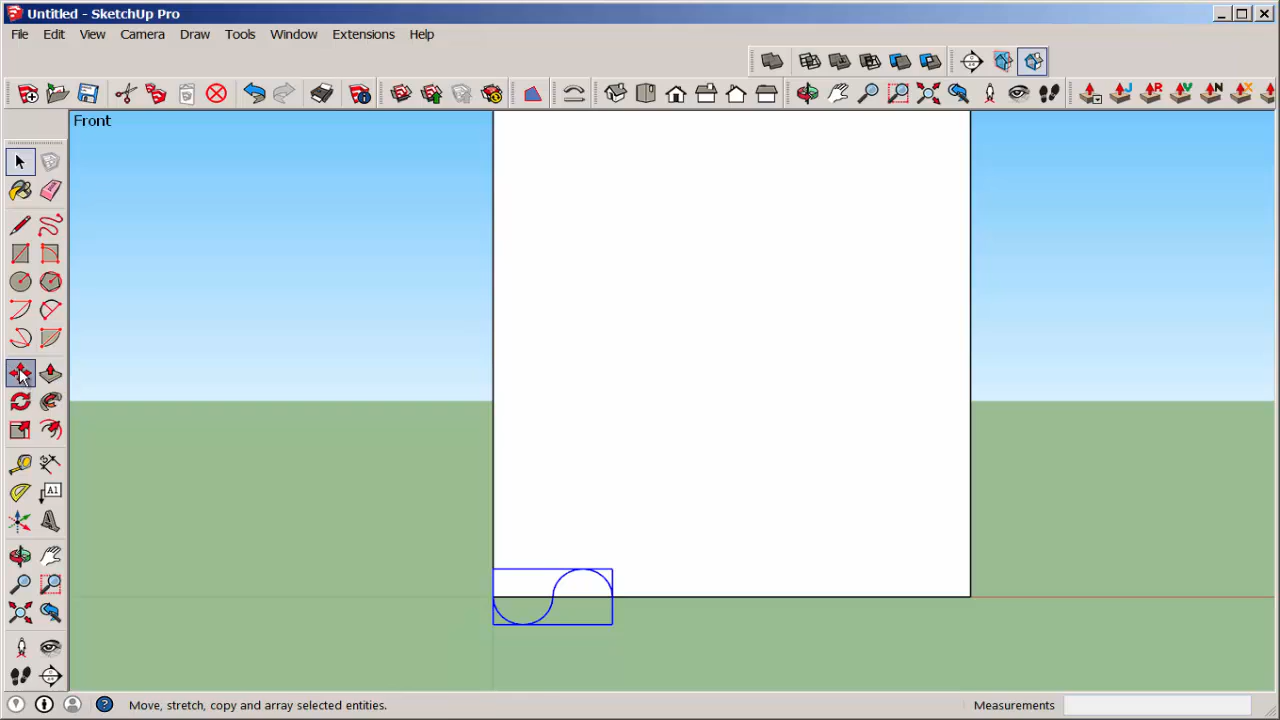 Untitled - SketchUp Pro
File Edit View Camera Draw Tools Window Extensions Help
Front
A1
Move, stretch, copy and array selected entities. Measurements